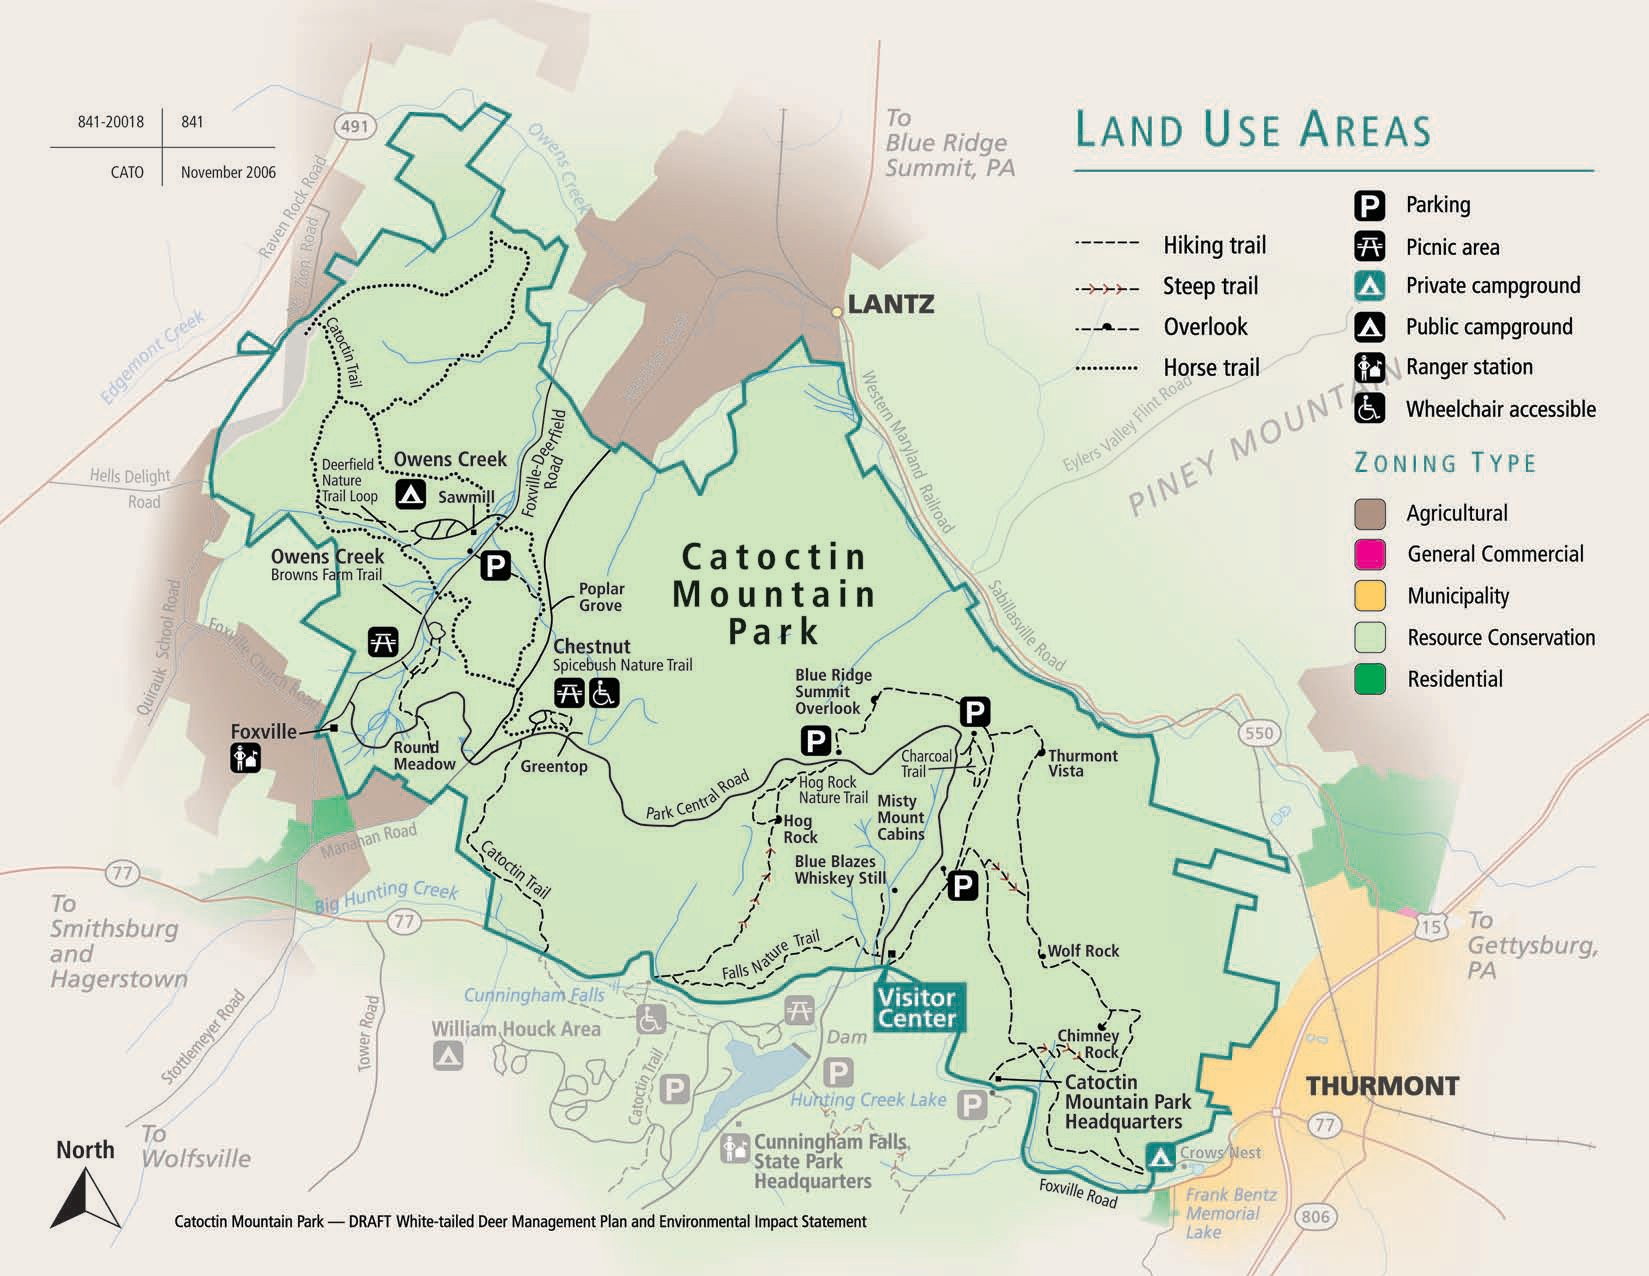 841-20018
841
CATO
November 2006
491
Raven Rock Road
Mt. Zion Road
Owens Creek
To
Blue Ridge
Summit, PA
LAND USE AREAS
Hiking trail
Steep trail
Overlook
Horse trail
P
Parking
Picnic area
Private campground
Public campground
Ranger station
Wheelchair accessible
ZONING TYPE
Agricultural
General Commercial
Municipality
Resource Conservation
Residential
LANTZ
Edgemont Creek
Western Maryland Railroad
Eylers Valley Flint Road
PINEY MOUNTAIN
Catoctin Trail
Hells Delight
Road
Deerfield
Nature
Trail Loop
Owens Creek
Sawmill
Foxville-Deerfield
Road
Owens Creek
Browns Farm Trail
P
Catoctin
Mountain
Park
Poplar
Grove
Chestnut
Spicebush Nature Trail
Sabillasville Road
Quirauk School Road
Foxville Church Road
Foxville
Round
Meadow
Greentop
Blue Ridge
Summit
Overlook
P
P
550
Charcoal
Trail
Thurmont
Vista
Park Central Road
Hog Rock
Nature Trail
Misty
Mount
Cabins
Hog
Rock
Blue Blazes
Whiskey Still
P
Manahan Road
Catoctin Trail
77
Big Hunting Creek
77
To
Smithsburg
and
Hagerstown
15
To
Gettysburg,
PA
Falls Nature Trail
Wolf Rock
Visitor
Center
Cunningham Falls
William Houck Area
Dam
Chimney
Rock
Stottlemeyer Road
Tower Road
Catoctin Trail
P
P
Hunting Creek Lake
P
Catoctin
Mountain Park
Headquarters
THURMONT
77
North
To
Wolfsville
Cunningham Falls
State Park
Headquarters
Crows Nest
Foxville Road
Frank Bentz
Memorial
Lake
806
Catoctin Mountain Park — DRAFT White-tailed Deer Management Plan and Environmental Impact Statement